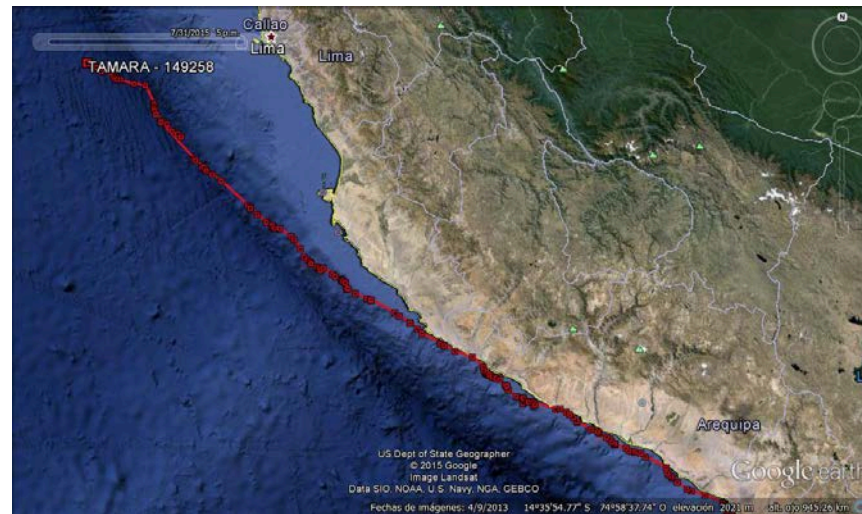 N
Callao
7/31/2015 5 p.m.
Lima
Lima
TAMARA - 149258
Arequipa
US Dept of State Geographer
© 2015 Google
Image Landsat
Data SIO, NOAA, U.S. Navy, NGA, GEBCO
Google earth
Fechas de imágenes: 4/9/2013 14°35'54.77" S 74°58'37.74" O elevación 2021 m alt. ojo 945.26 km